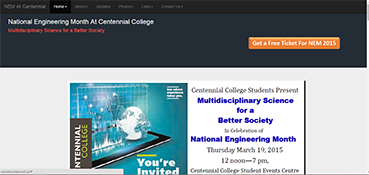 NEM At Centennial Home About Updates Photos Links Contact Us
National Engineering Month At Centennial College
Multidisciplinary Science for a Better Society
Get a Free Ticket For NEM 2015
CENTENNIAL
COLLEGE
You're
Invited
Centennial College Students Present
Multidisciplinary Science
for a
Better Society
In Celebration of
National Engineering Month
Thursday March 19, 2015
12 noon—7 pm,
Centennial College Student Events Centre